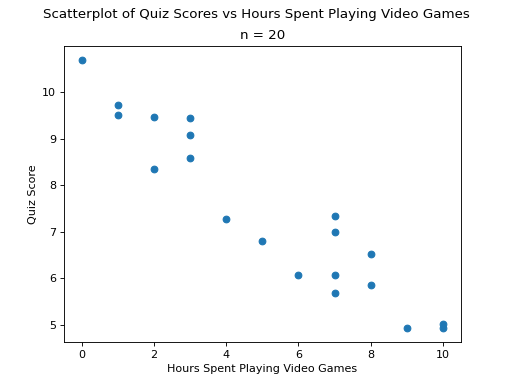 Scatterplot of Quiz Scores vs Hours Spent Playing Video Games
n = 20
10
9
8
7
6
5
Quiz Score
0 2 4 6 8 10
Hours Spent Playing Video Games